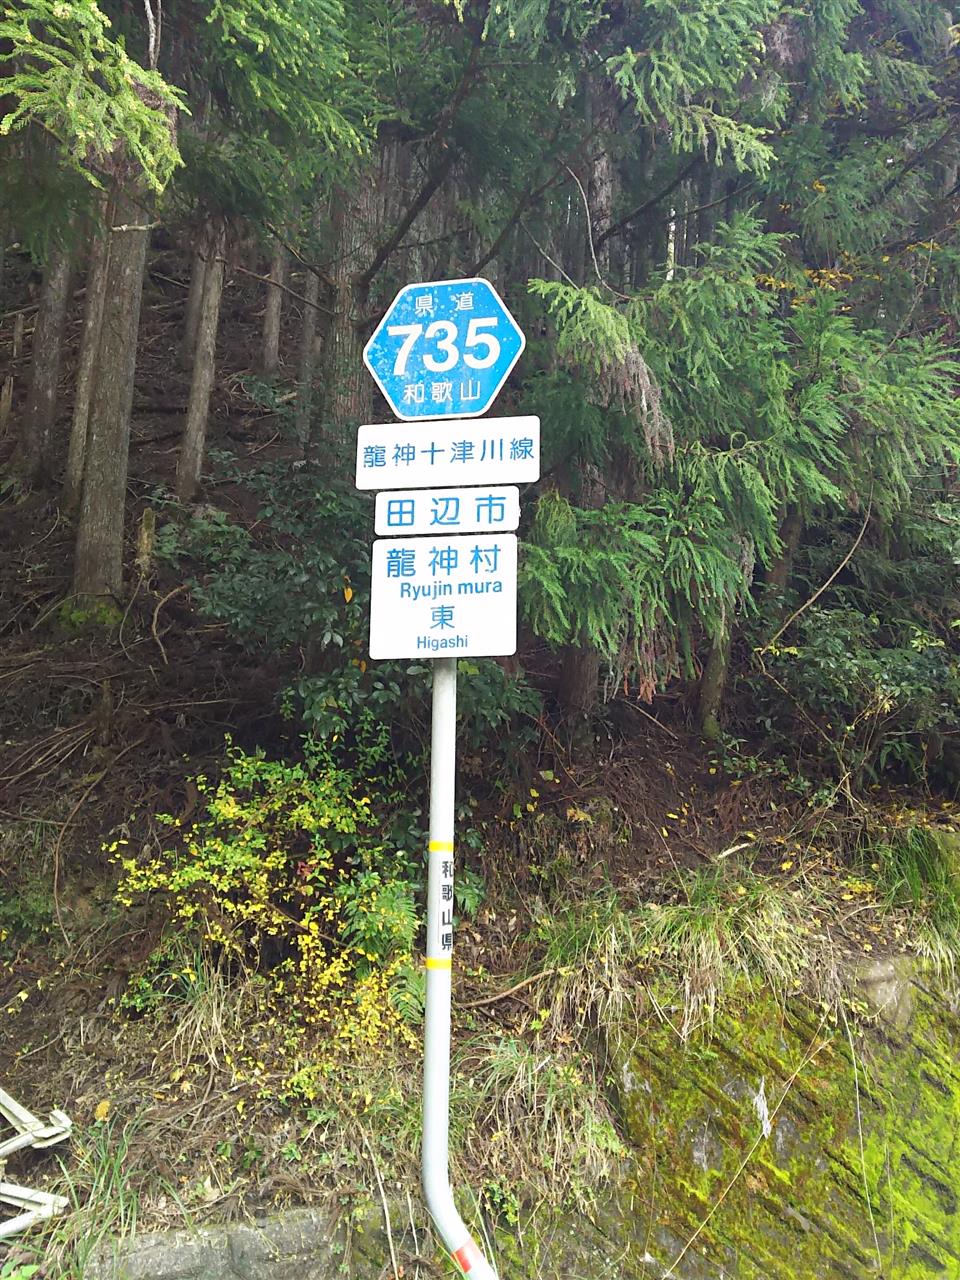 県道
735
和歌山
龍神十津川線
田辺市
龍神村
Ryujin mura
東
Higashi
和歌山県